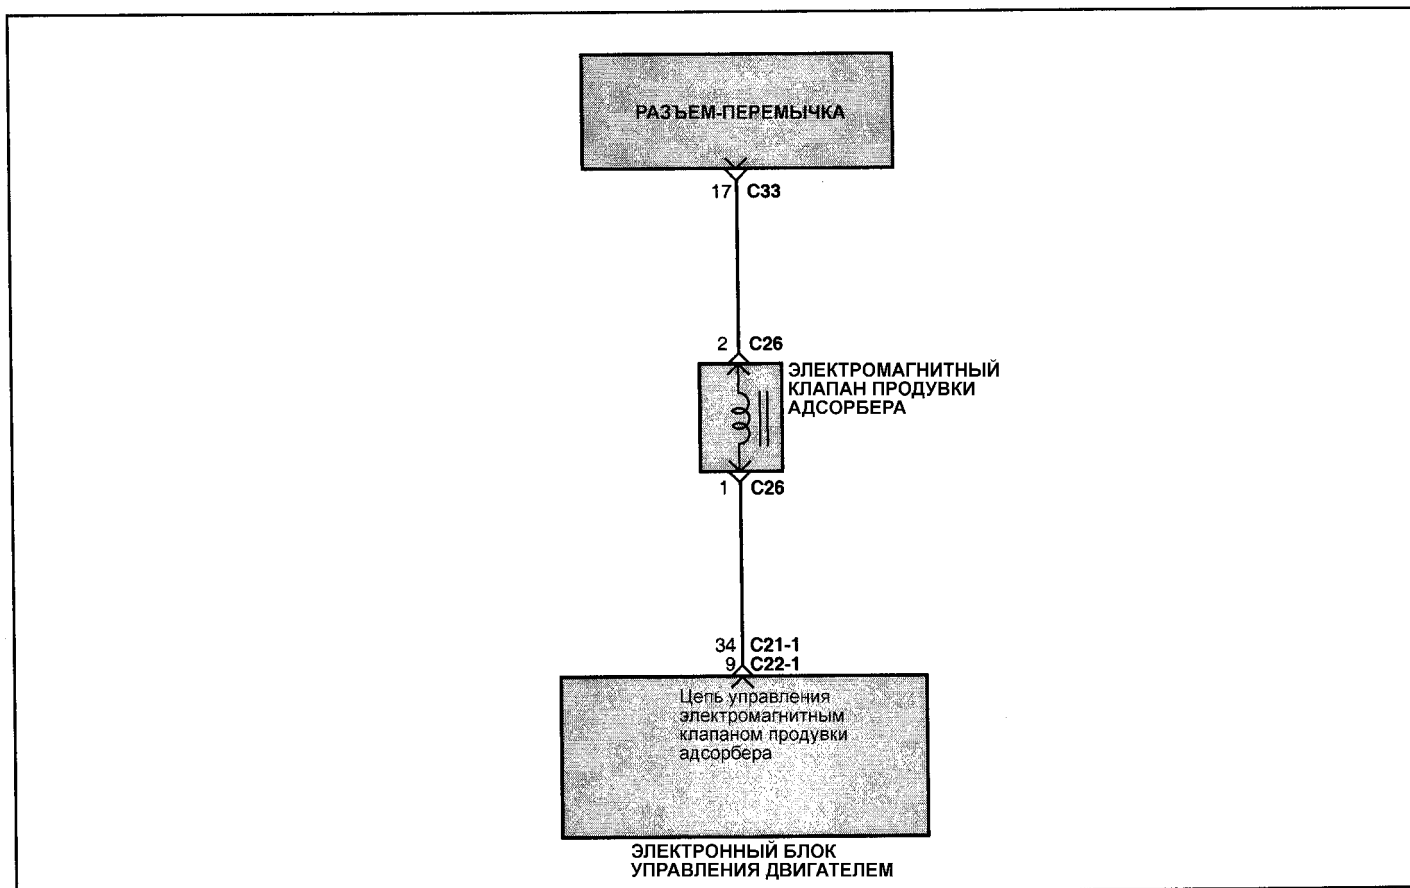 РАЗЪЕМ-ПЕРЕМЫЧКА
17 C33
2 C26
ЭЛЕКТРОМАГНИТНЫЙ
КЛАПАН ПРОДУВКИ
АДСОРБЕРА
1 C26
34 C21-1
9 C22-1
Цепь управления
электромагнитным
клапаном продувки
адсорбера
ЭЛЕКТРОННЫЙ БЛОК
УПРАВЛЕНИЯ ДВИГАТЕЛЕМ